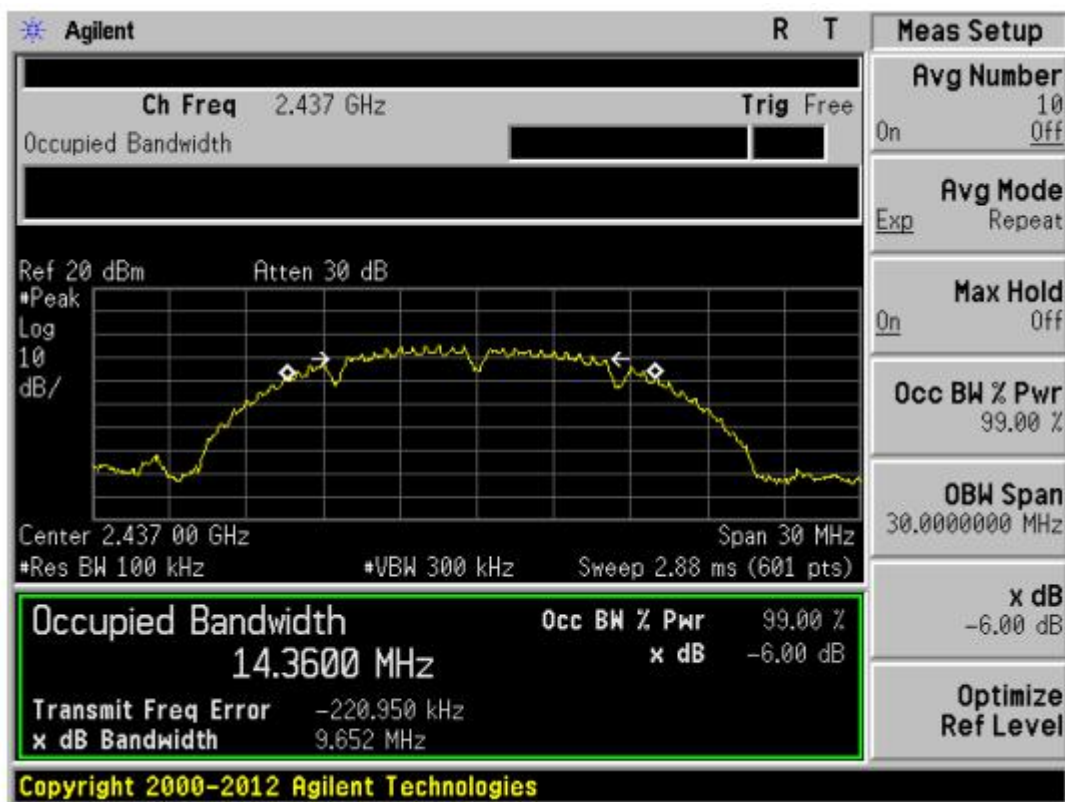 Agilent R T
Ch Freq 2.437 GHz Trig Free
Occupied Bandwidth
Ref 20 dBm Atten 30 dB
#Peak
Log
10
dB/
Center 2.437 00 GHz Span 30 MHz
#Res BW 100 kHz #VBW 300 kHz Sweep 2.88 ms (601 pts)
Occupied Bandwidth Occ BW % Pwr 99.00 %
14.3600 MHz x dB -6.00 dB
Transmit Freq Error -220.950 kHz
x dB Bandwidth 9.652 MHz
Copyright 2000-2012 Agilent Technologies
Meas Setup
Avg Number
10
On Off
Avg Mode
Exp Repeat
Max Hold
On Off
Occ BW % Pwr
99.00 %
OBW Span
30.0000000 MHz
x dB
-6.00 dB
Optimize
Ref Level